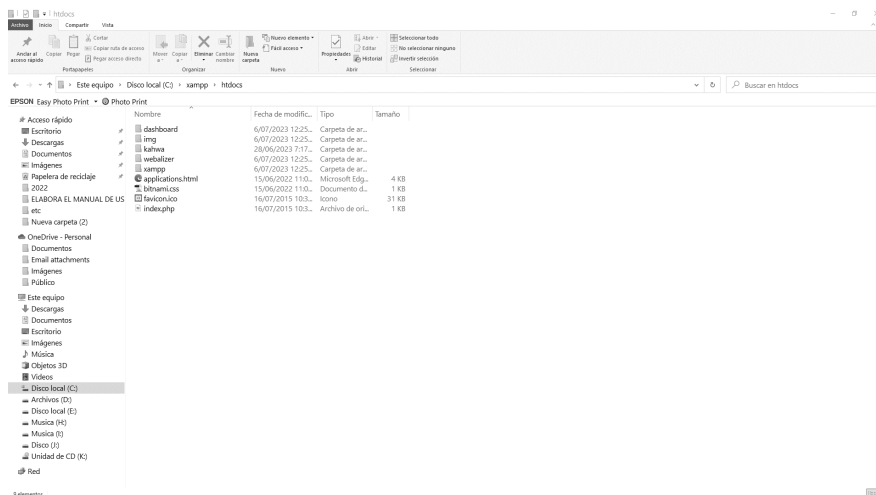 htdocs
Archivo Inicio Compartir Vista
Anclar al acceso rápido
Copiar
Pegar
Cortar
Copiar ruta de acceso
Pegar acceso directo
Portapapeles
Mover a
Copiar a
Eliminar
Cambiar nombre
Organizar
Nueva carpeta
Nuevo elemento
Fácil acceso
Nuevo
Propiedades
Abrir
Editar
Historial
Abrir
Seleccionar todo
No seleccionar ninguno
Invertir selección
Seleccionar
Este equipo > Disco local (C:) > xampp > htdocs
Buscar en htdocs
EPSON Easy Photo Print Photo Print
Acceso rápido
Escritorio
Descargas
Documentos
Imágenes
Papelera de reciclaje
2022
ELABORA EL MANUAL DE US
etc
Nueva carpeta (2)
OneDrive - Personal
Documentos
Email attachments
Imágenes
Público
Este equipo
Descargas
Documentos
Escritorio
Imágenes
Música
Objetos 3D
Videos
Disco local (C:)
Archivos (D:)
Disco local (E:)
Musica (H:)
Musica (I:)
Disco (J:)
Unidad de CD (K:)
Red
Nombre Fecha de modific... Tipo Tamaño
dashboard 6/07/2023 12:25... Carpeta de ar...
img 6/07/2023 12:25... Carpeta de ar...
kahwa 28/06/2023 7:17... Carpeta de ar...
webalizer 6/07/2023 12:25... Carpeta de ar...
xampp 6/07/2023 12:25... Carpeta de ar...
applications.html 15/06/2022 11:0... Microsoft Edg... 4 KB
bitnami.css 15/06/2022 11:0... Documento d... 1 KB
favicon.ico 16/07/2015 10:3... Icono 31 KB
index.php 16/07/2015 10:3... Archivo de ori... 1 KB
9 elementos